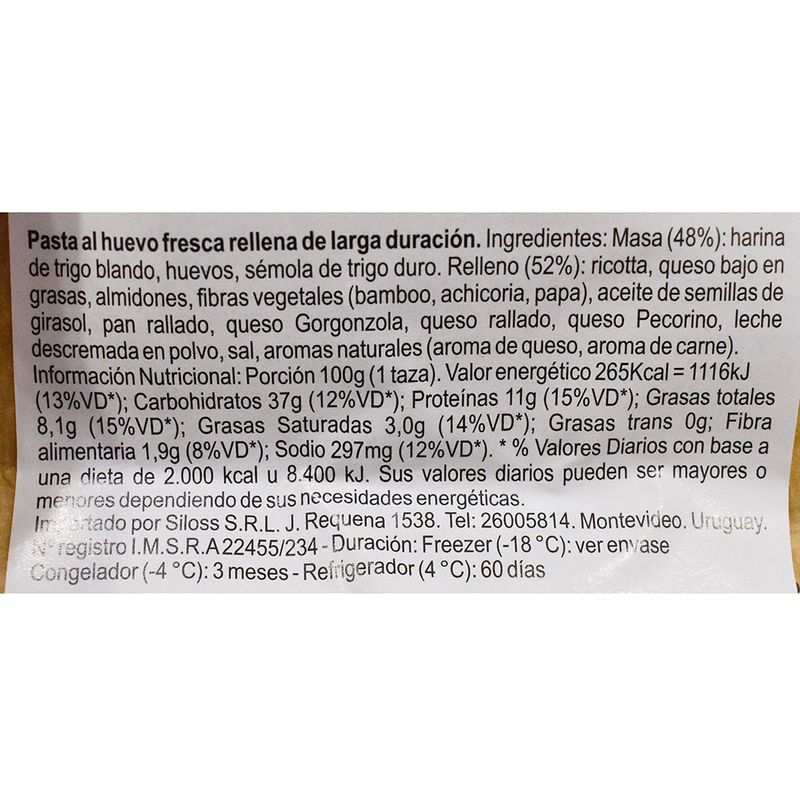 Pasta al huevo fresca rellena de larga duración. Ingredientes: Masa (48%): harina
de trigo blando, huevos, sémola de trigo duro. Relleno (52%): ricotta, queso bajo en
grasas, almidones, fibras vegetales (bamboo, achicoria, papa), aceite de semillas de
girasol, pan rallado, queso Gorgonzola, queso rallado, queso Pecorino, leche
descremada en polvo, sal, aromas naturales (aroma de queso, aroma de carne).
Información Nutricional: Porción 100g (1 taza). Valor energético 265Kcal = 1116kJ
(13%VD*); Carbohidratos 37g (12%VD*); Proteínas 11g (15%VD*); Grasas totales
8,1g (15%VD*); Grasas Saturadas 3,0g (14%VD*); Grasas trans 0g; Fibra
alimentaria 1,9g (8%VD*); Sodio 297mg (12%VD*). * % Valores Diarios con base a
una dieta de 2.000 kcal u 8.400 kJ. Sus valores diarios pueden ser mayores o
menores dependiendo de sus necesidades energéticas.
Importado por Siloss S.R.L. J. Requena 1538. Tel: 26005814. Montevideo. Uruguay.
Nº registro I.M.S.R.A 22455/234 - Duración: Freezer (-18 °C): ver envase
Congelador (-4 °C): 3 meses - Refrigerador (4 °C): 60 días